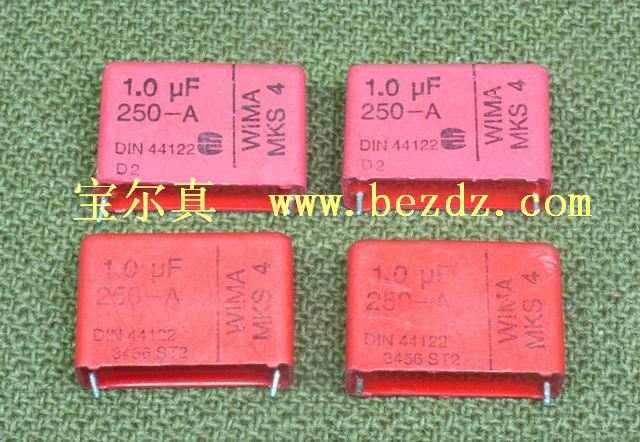 1.0 µF
250-A
DIN 44122
D2
WIMA
MKS 4
1.0 µF
250-A
DIN 44122
D2
WIMA
MKS 4
宝尔真 www.bezdz.com
1.0 µF
250-A
DIN 44122
3456 ST2
WIMA
MKS 4
1.0 µF
250-A
DIN 44122
3456 ST2
WIMA
MKS 4